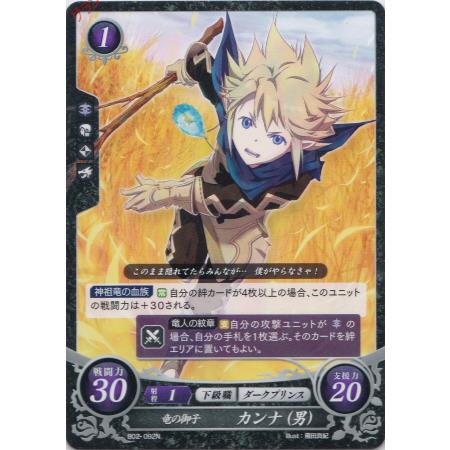 1
このまま隠れてたらみんなが… 僕がやらなきゃ！
神祖竜の血族 常 自分の絆カードが4枚以上の場合、このユニット
の戦闘力は＋30される。
竜人の紋章 支 自分の攻撃ユニットが 
合、自分の手札を1枚選ぶ。そのカードを絆
エリアに置いてもよい。
戦闘力
30
射程 1
下級職
ダークプリンス
支援力
20
竜の御子 カンナ(男)
B02-092N